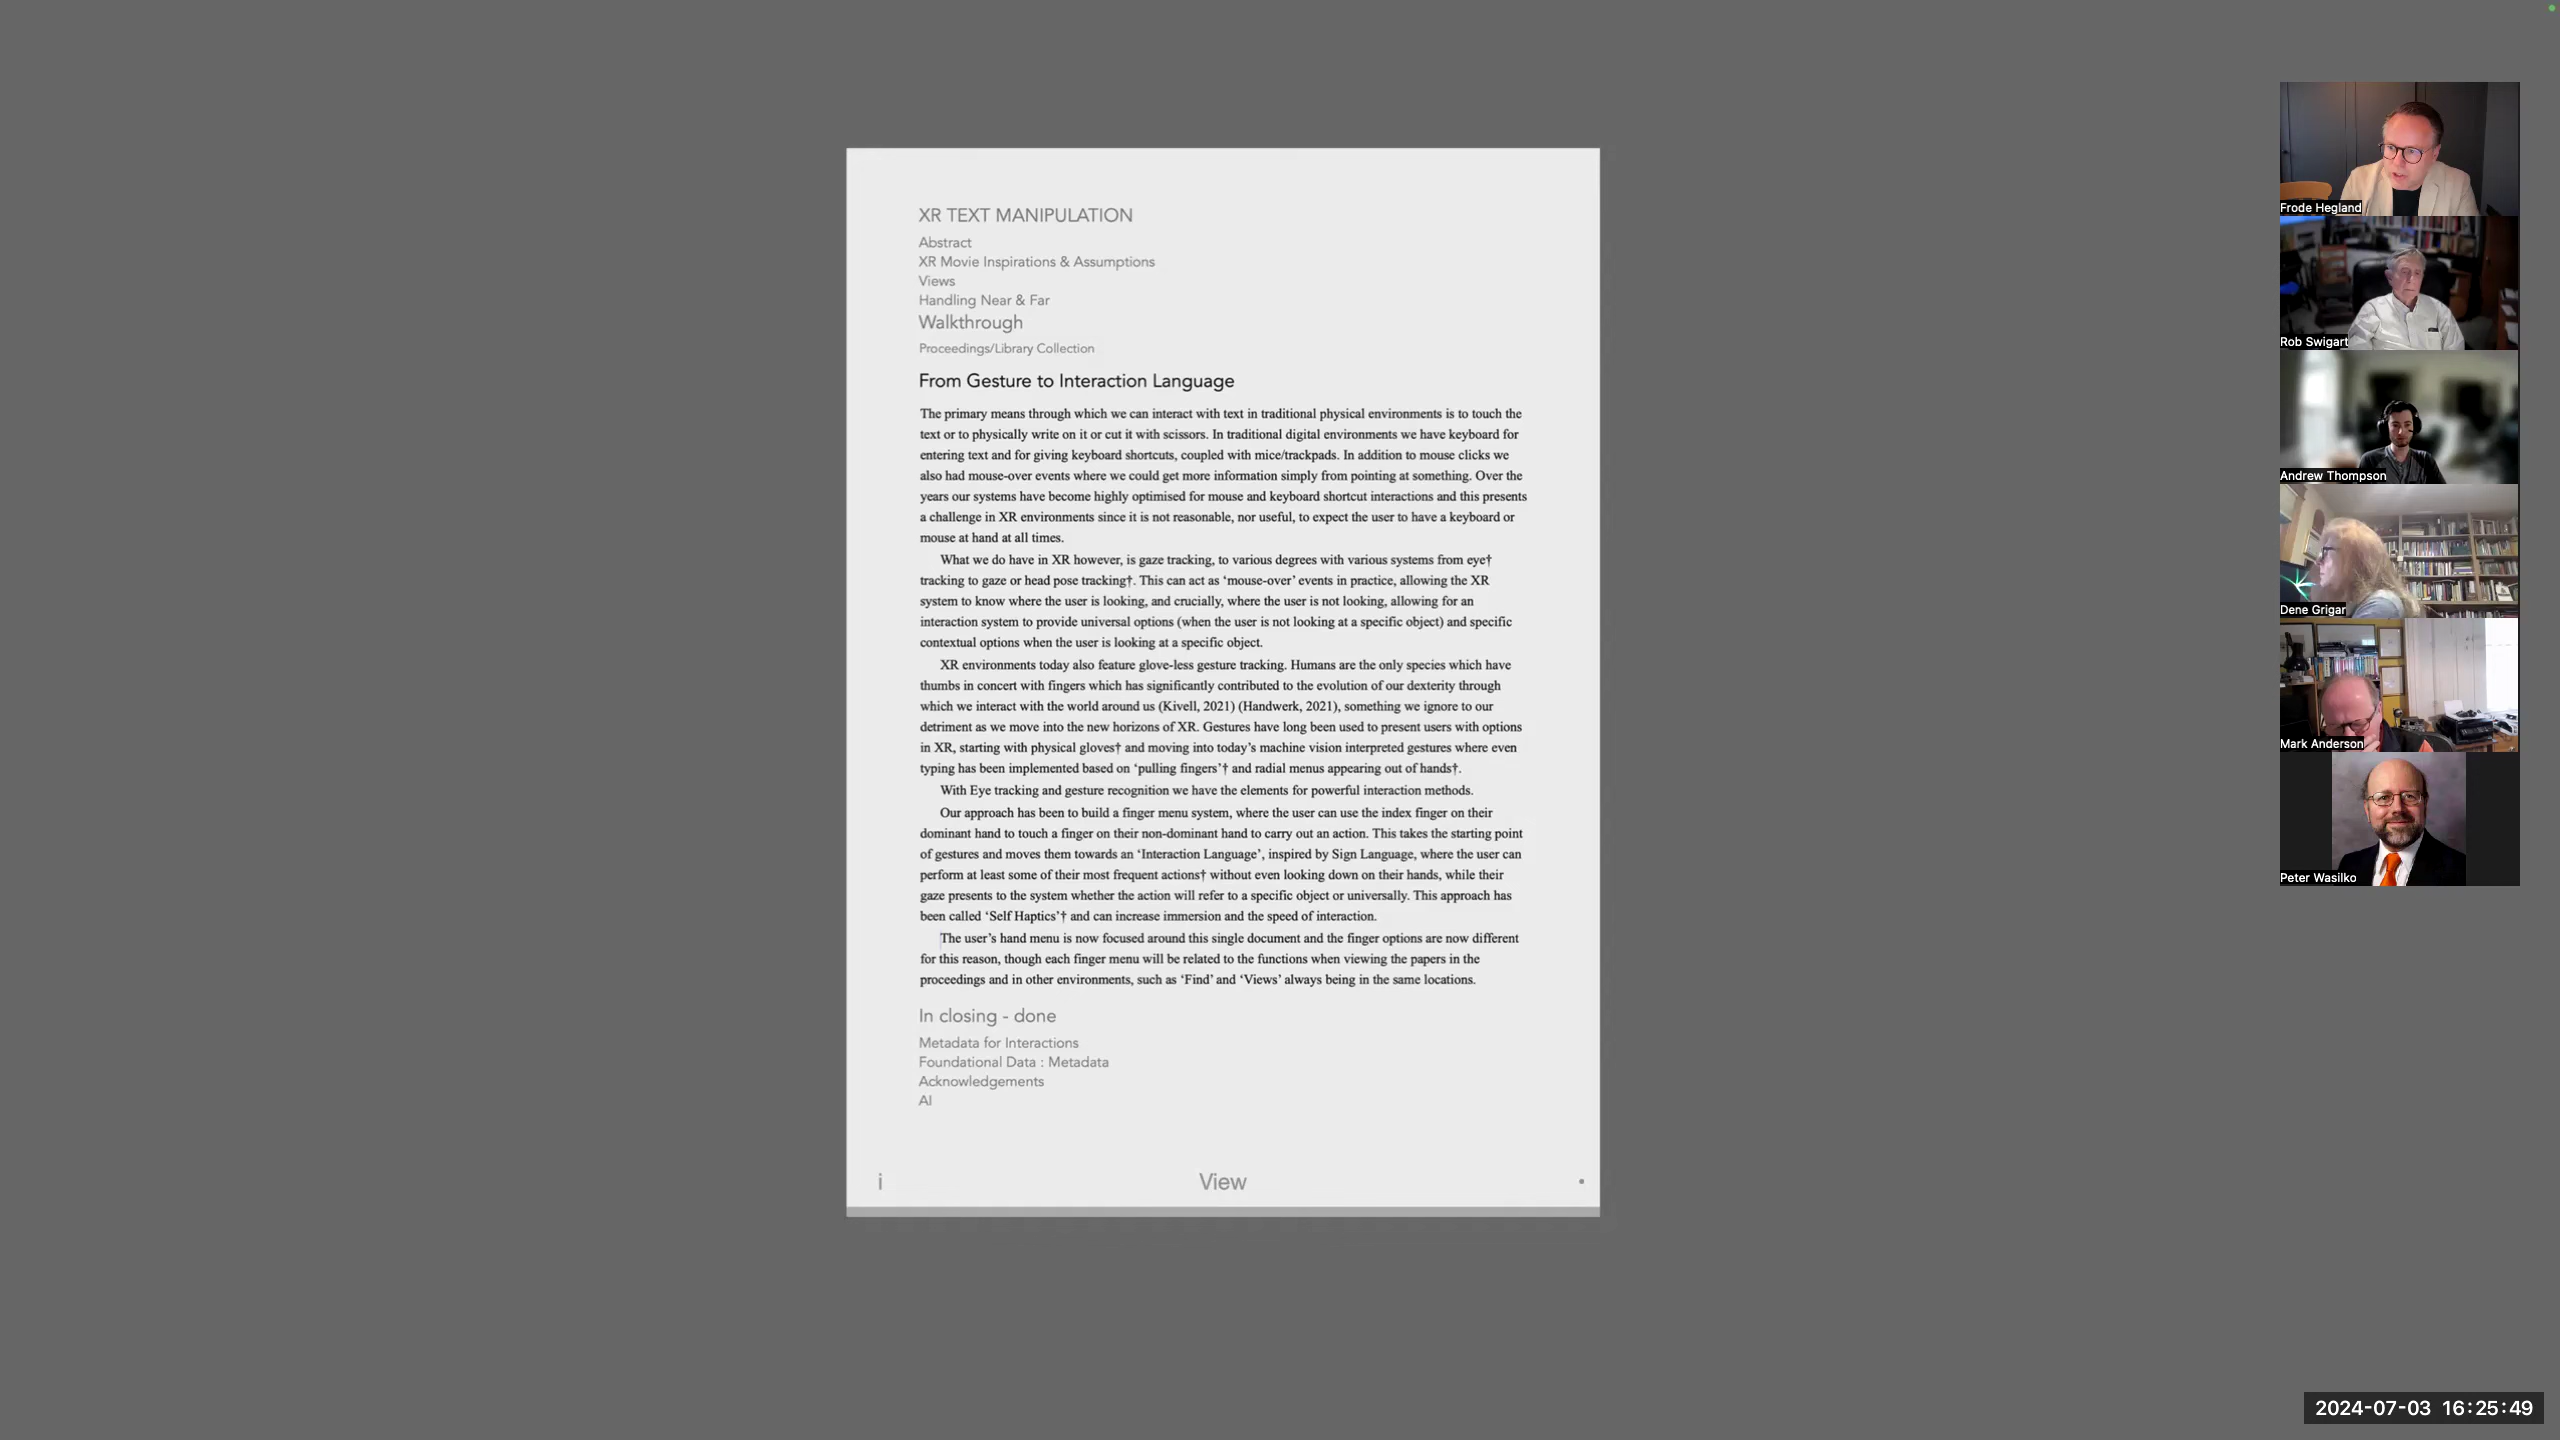 XR TEXT MANIPULATION
Abstract
XR Movie Inspirations & Assumptions
Views
Handling Near & Far
Walkthrough
Proceedings/Library Collection
From Gesture to Interaction Language
The primary means through which we can interact with text in traditional physical environments is to touch the
text or to physically write on it or cut it with scissors. In traditional digital environments we have keyboard for
entering text and for giving keyboard shortcuts, coupled with mice/trackpads. In addition to mouse clicks we
also had mouse-over events where we could get more information simply from pointing at something. Over the
years our systems have become highly optimised for mouse and keyboard shortcut interactions and this presents
a challenge in XR environments since it is not reasonable, nor useful, to expect the user to have a keyboard or
mouse at hand at all times.
What we do have in XR however, is gaze tracking, to various degrees with various systems from eye†
tracking to gaze or head pose tracking†. This can act as ‘mouse-over’ events in practice, allowing the XR
system to know where the user is looking, and crucially, where the user is not looking, allowing for an
interaction system to provide universal options (when the user is not looking at a specific object) and specific
contextual options when the user is looking at a specific object.
XR environments today also feature glove-less gesture tracking. Humans are the only species which have
thumbs in concert with fingers which has significantly contributed to the evolution of our dexterity through
which we interact with the world around us (Kivell, 2021) (Handwerk, 2021), something we ignore to our
detriment as we move into the new horizons of XR. Gestures have long been used to present users with options
in XR, starting with physical gloves† and moving into today’s machine vision interpreted gestures where even
typing has been implemented based on ‘pulling fingers’† and radial menus appearing out of hands†.
With Eye tracking and gesture recognition we have the elements for powerful interaction methods.
Our approach has been to build a finger menu system, where the user can use the index finger on their
dominant hand to touch a finger on their non-dominant hand to carry out an action. This takes the starting point
of gestures and moves them towards an ‘Interaction Language’, inspired by Sign Language, where the user can
perform at least some of their most frequent actions† without even looking down on their hands, while their
gaze presents to the system whether the action will refer to a specific object or universally. This approach has
been called ‘Self Haptics’† and can increase immersion and the speed of interaction.
The user’s hand menu is now focused around this single document and the finger options are now different
for this reason, though each finger menu will be related to the functions when viewing the papers in the
proceedings and in other environments, such as ‘Find’ and ‘Views’ always being in the same locations.
In closing - done
Metadata for Interactions
Foundational Data : Metadata
Acknowledgements
AI
i
View
•
Frode Hegland
Rob Swigart
Andrew Thompson
Dene Grigar
Mark Anderson
Peter Wasilko
2024-07-03 16:25:49